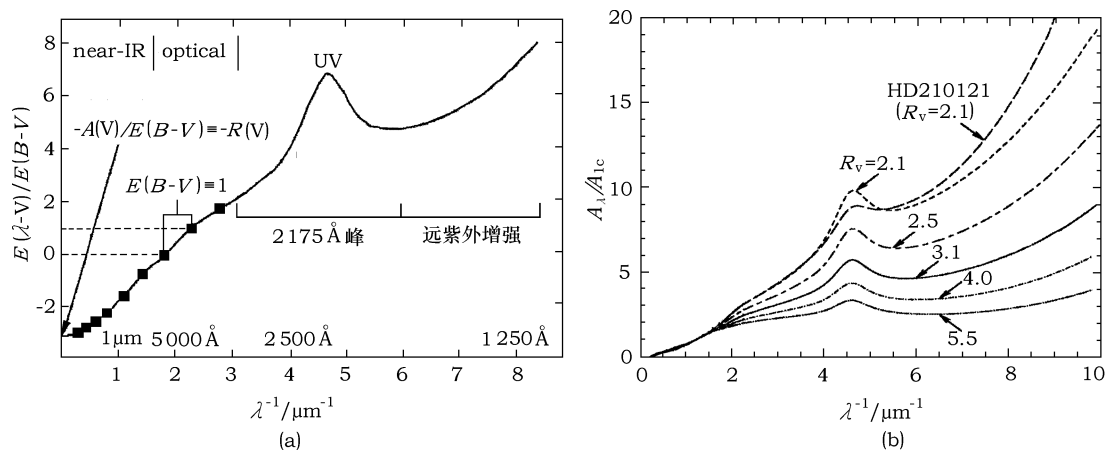 8
6
4
2
0
-2
near-IR
optical
UV
-A(V)/E(B-V)≡-R(V)
E(B-V)≡1
2175Å峰
远紫外增强
1μm
5000Å
2500Å
1250Å
1 2 3 4 5 6 7 8
E(λ-V)/E(B-V)
λ⁻¹/μm⁻¹
(a)
20
15
10
5
0
HD210121
(Rv=2.1)
Rv=2.1
2.5
3.1
4.0
5.5
0 2 4 6 8 10
Aλ/A1c
λ⁻¹/μm⁻¹
(b)